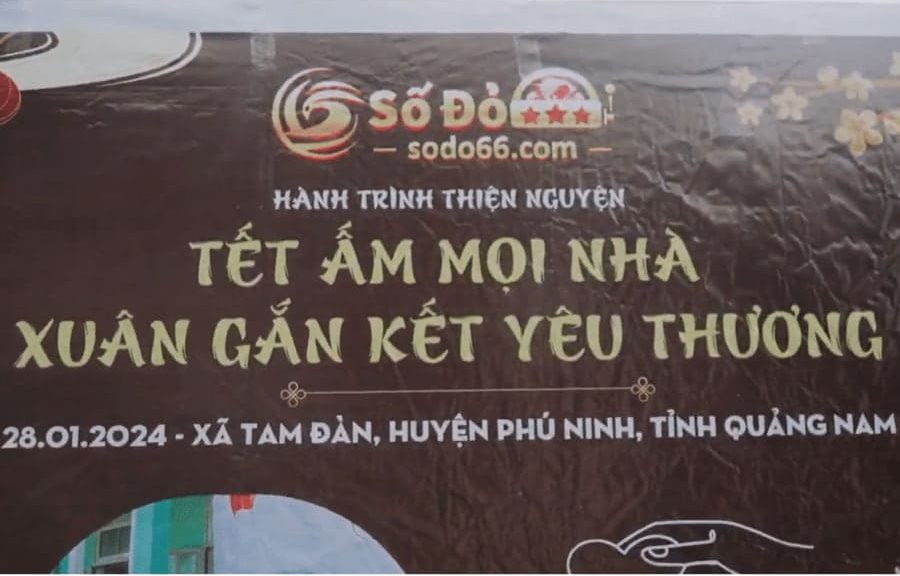 Số Đỏ
sodo66.com
HÀNH TRÌNH THIỆN NGUYỆN
TẾT ẤM MỌI NHÀ
XUÂN GẮN KẾT YÊU THƯƠNG
28.01.2024 - XÃ TAM ĐÀN, HUYỆN PHÚ NINH, TỈNH QUẢNG NAM